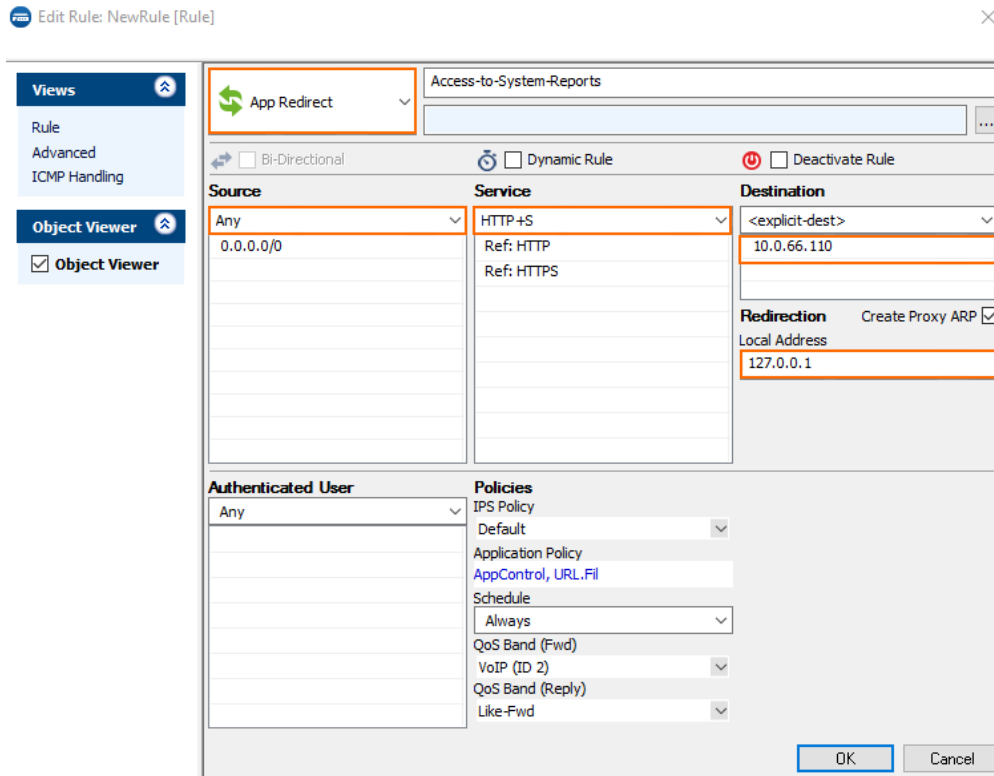 Edit Rule: NewRule [Rule]
Views
Rule
Advanced
ICMP Handling
Object Viewer
Object Viewer
App Redirect
Access-to-System-Reports
...
Bi-Directional
Dynamic Rule
Deactivate Rule
Source
Any
0.0.0.0/0
Service
HTTP+S
Ref: HTTP
Ref: HTTPS
Destination
<explicit-dest>
10.0.66.110
Redirection
Create Proxy ARP
Local Address
127.0.0.1
Authenticated User
Any
Policies
IPS Policy
Default
Application Policy
AppControl, URL.Fil
Schedule
Always
QoS Band (Fwd)
VoIP (ID 2)
QoS Band (Reply)
Like-Fwd
OK
Cancel